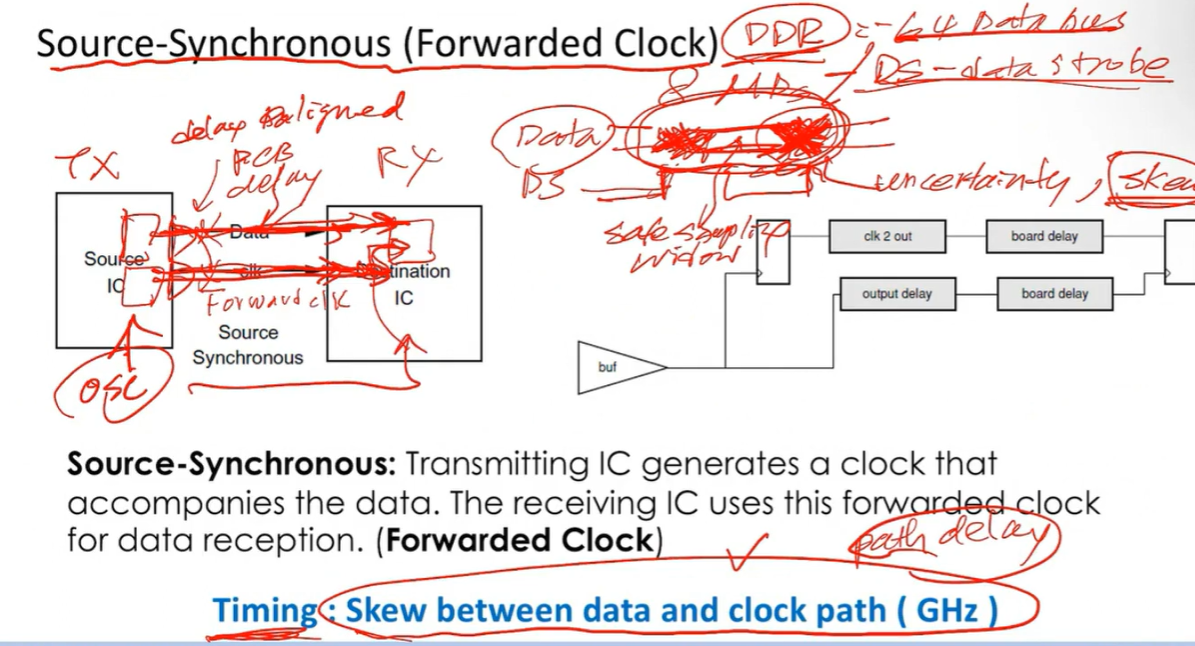 Source-Synchronous (Forwarded Clock)
DDR
64 Data bus
DS - data strobe
8
Data
DS
uncertainty, skew
safe sampling
widow
delay aligned
PCB
delay
TX
RX
Data
clk
Forward clk
Source
IC
Destination
IC
Source
Synchronous
OSC
clk 2 out
board delay
output delay
board delay
buf
Source-Synchronous: Transmitting IC generates a clock that
accompanies the data. The receiving IC uses this forwarded clock
for data reception. (Forwarded Clock)
path delay
Timing : Skew between data and clock path ( GHz )